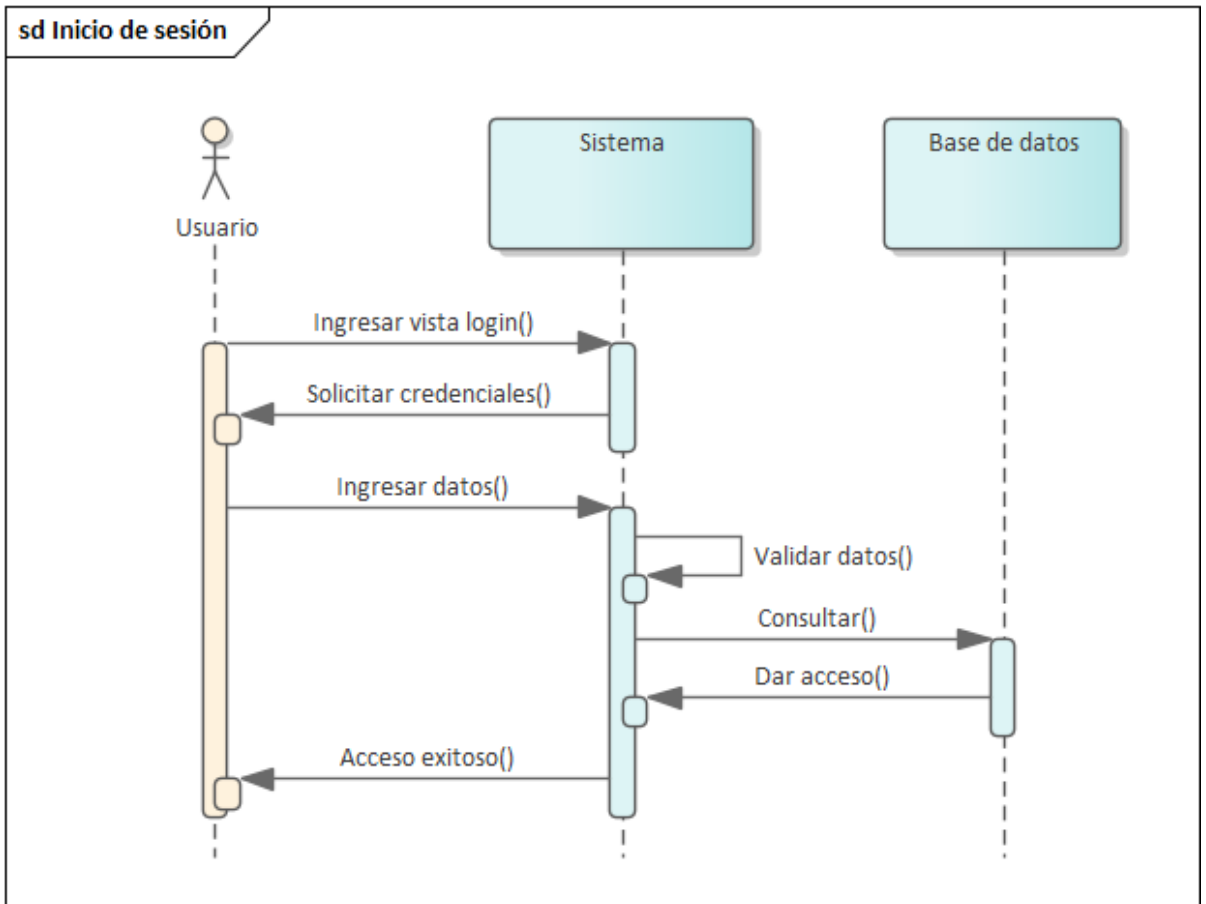 sd Inicio de sesión
Sistema
Base de datos
Usuario
Ingresar vista login()
Solicitar credenciales()
Ingresar datos()
Validar datos()
Consultar()
Dar acceso()
Acceso exitoso()